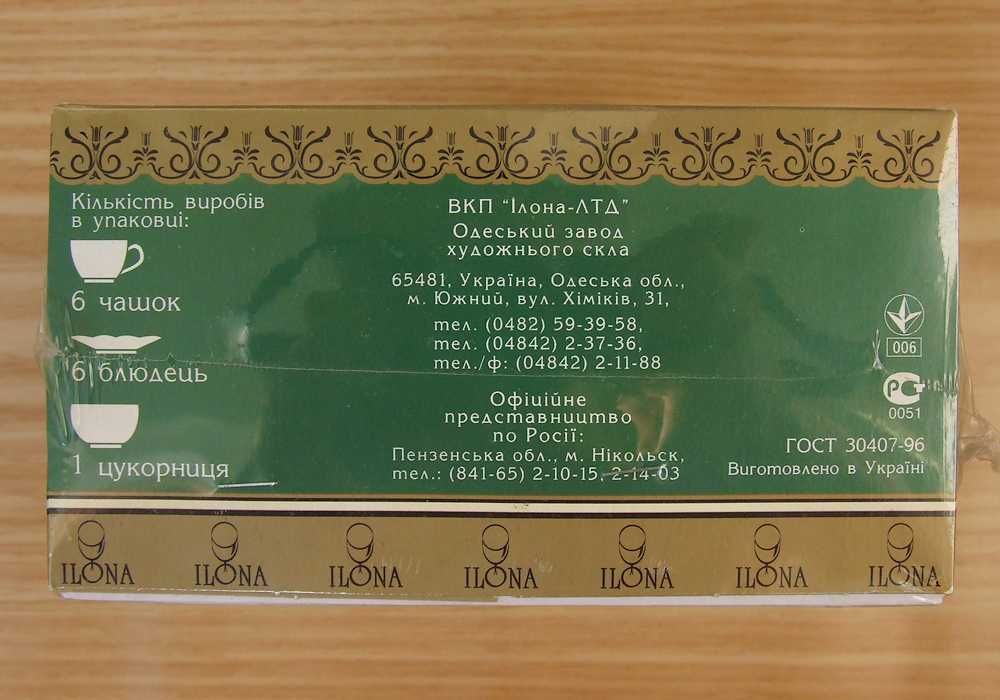 Кількість виробів
в упаковці:
6 чашок
6 блюдець
1 цукорниця
ВКП “Ілона-ЛТД”
Одеський завод
художнього скла
65481, Україна, Одеська обл.,
м. Южний, вул. Хіміків, 31,
тел. (0482) 59-39-58,
тел. (04842) 2-37-36,
тел./ф: (04842) 2-11-88
Офіційне
представництво
по Росії:
Пензенська обл., м. Нікольск,
тел.: (841-65) 2-10-15, 2-14-03
006
РСТ
0051
ГОСТ 30407-96
Виготовлено в Україні
ILONA
ILONA
ILONA
ILONA
ILONA
ILONA
ILONA